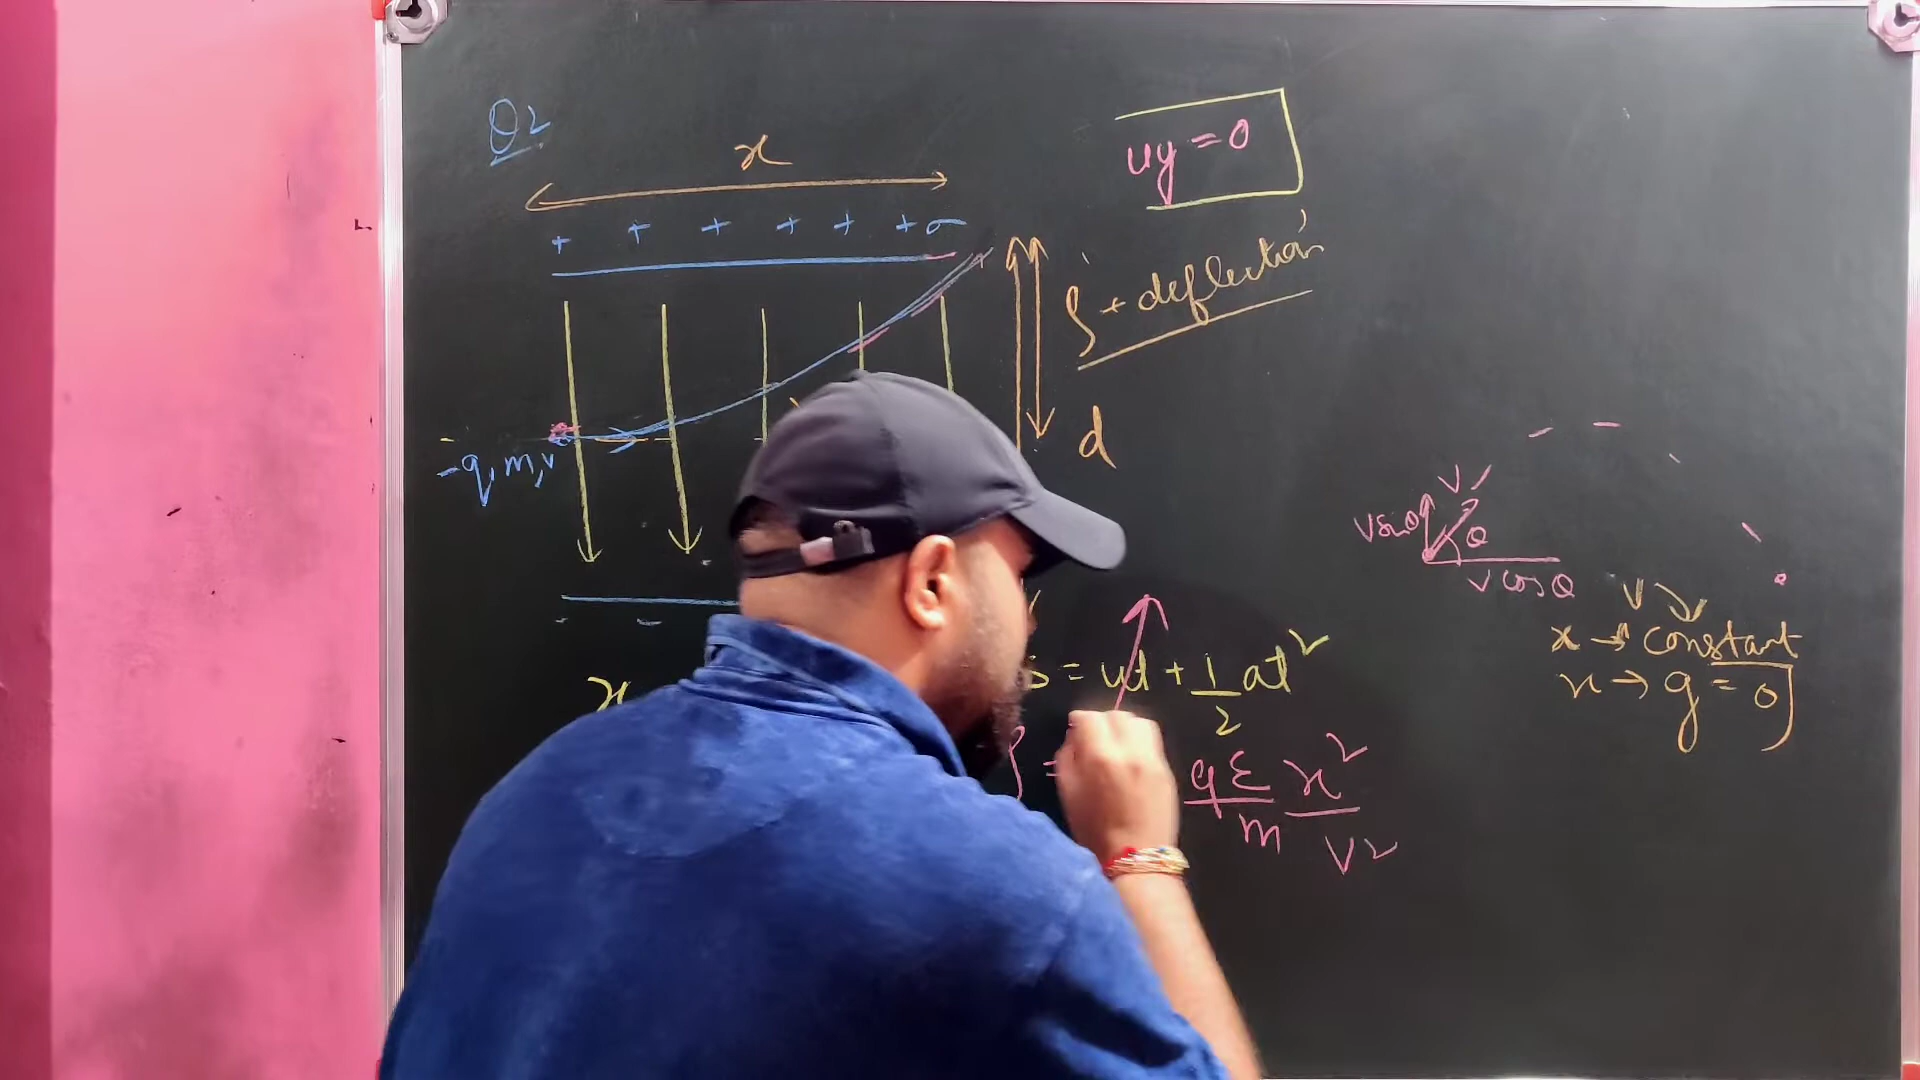 Q2
x
uy = 0
+ + + + + +σ
δ → deflection
-q, m, v
d
V
Vsinθ
θ
V cosθ
V
x → constant
x → g = 0
x
S = ut + 1/2 at²
δ =
qE/m x²/V²